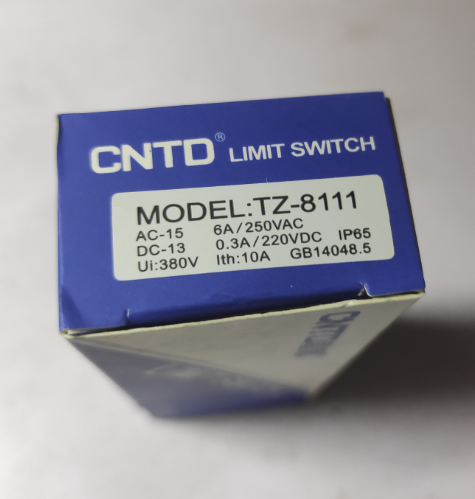 CNTD® LIMIT SWITCH
MODEL:TZ-8111
AC-15 6A/250VAC
DC-13 0.3A/220VDC IP65
Ui:380V Ith:10A GB14048.5
CNTD